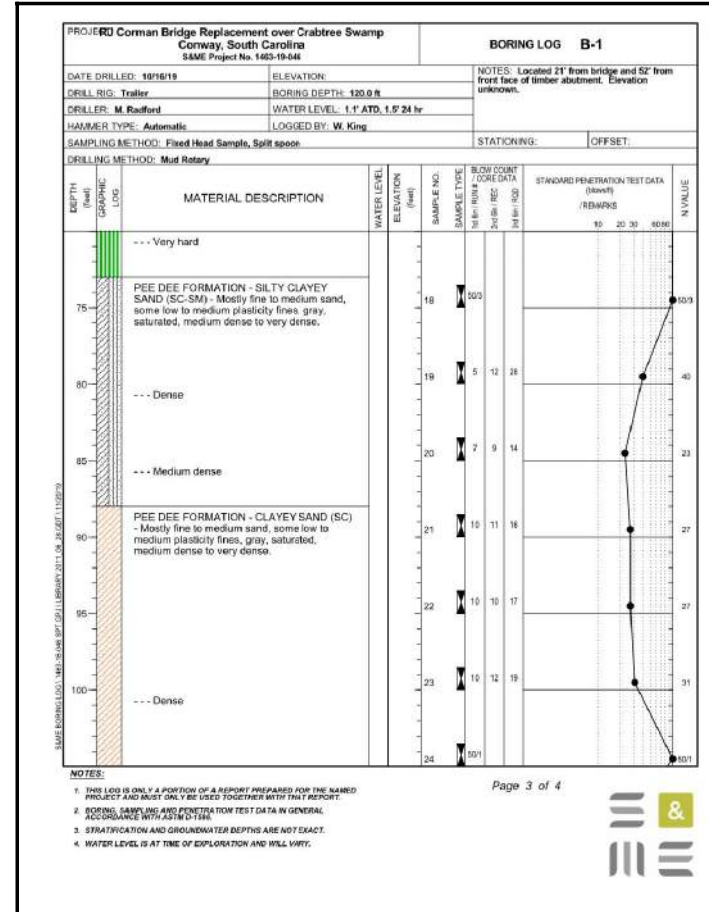 PROJERJ Corman Bridge Replacement over Crabtree Swamp
Conway, South Carolina
S&ME Project No. 1463-19-046
BORING LOG B-1
DATE DRILLED: 10/16/19
ELEVATION:
NOTES: Located 21' from bridge and 52' from
front face of timber abutment. Elevation
unknown.
DRILL RIG: Trailer
BORING DEPTH: 120.0 ft
DRILLER: M. Radford
WATER LEVEL: 1.1' ATD, 1.5' 24 hr
HAMMER TYPE: Automatic
LOGGED BY: W. King
SAMPLING METHOD: Fixed Head Sample, Split spoon
STATIONING:
OFFSET:
DRILLING METHOD: Mud Rotary
DEPTH
(feet)
GRAPHIC
LOG
MATERIAL DESCRIPTION
WATER LEVEL
ELEVATION
(feet)
SAMPLE NO.
SAMPLE TYPE
BLOW COUNT
/ CORE DATA
1st 6in / RUN #
2nd 6in / REC
3rd 6in / RQD
STANDARD PENETRATION TEST DATA
(blows/ft)
/REMARKS
10 20 30 6080
N VALUE
--- Very hard
PEE DEE FORMATION - SILTY CLAYEY
SAND (SC-SM) - Mostly fine to medium sand,
some low to medium plasticity fines, gray,
saturated, medium dense to very dense.
75
18 50/3 50/3
19 5 12 28 40
80
--- Dense
20 7 9 14 23
85
--- Medium dense
PEE DEE FORMATION - CLAYEY SAND (SC)
- Mostly fine to medium sand, some low to
medium plasticity fines, gray, saturated,
medium dense to very dense.
21 10 11 16 27
90
22 10 10 17 27
95
23 10 12 19 31
100
--- Dense
24 50/1 50/1
NOTES:
1. THIS LOG IS ONLY A PORTION OF A REPORT PREPARED FOR THE NAMED
PROJECT AND MUST ONLY BE USED TOGETHER WITH THAT REPORT.
2. BORING, SAMPLING AND PENETRATION TEST DATA IN GENERAL
ACCORDANCE WITH ASTM D-1586.
3. STRATIFICATION AND GROUNDWATER DEPTHS ARE NOT EXACT.
4. WATER LEVEL IS AT TIME OF EXPLORATION AND WILL VARY.
Page 3 of 4
S&ME